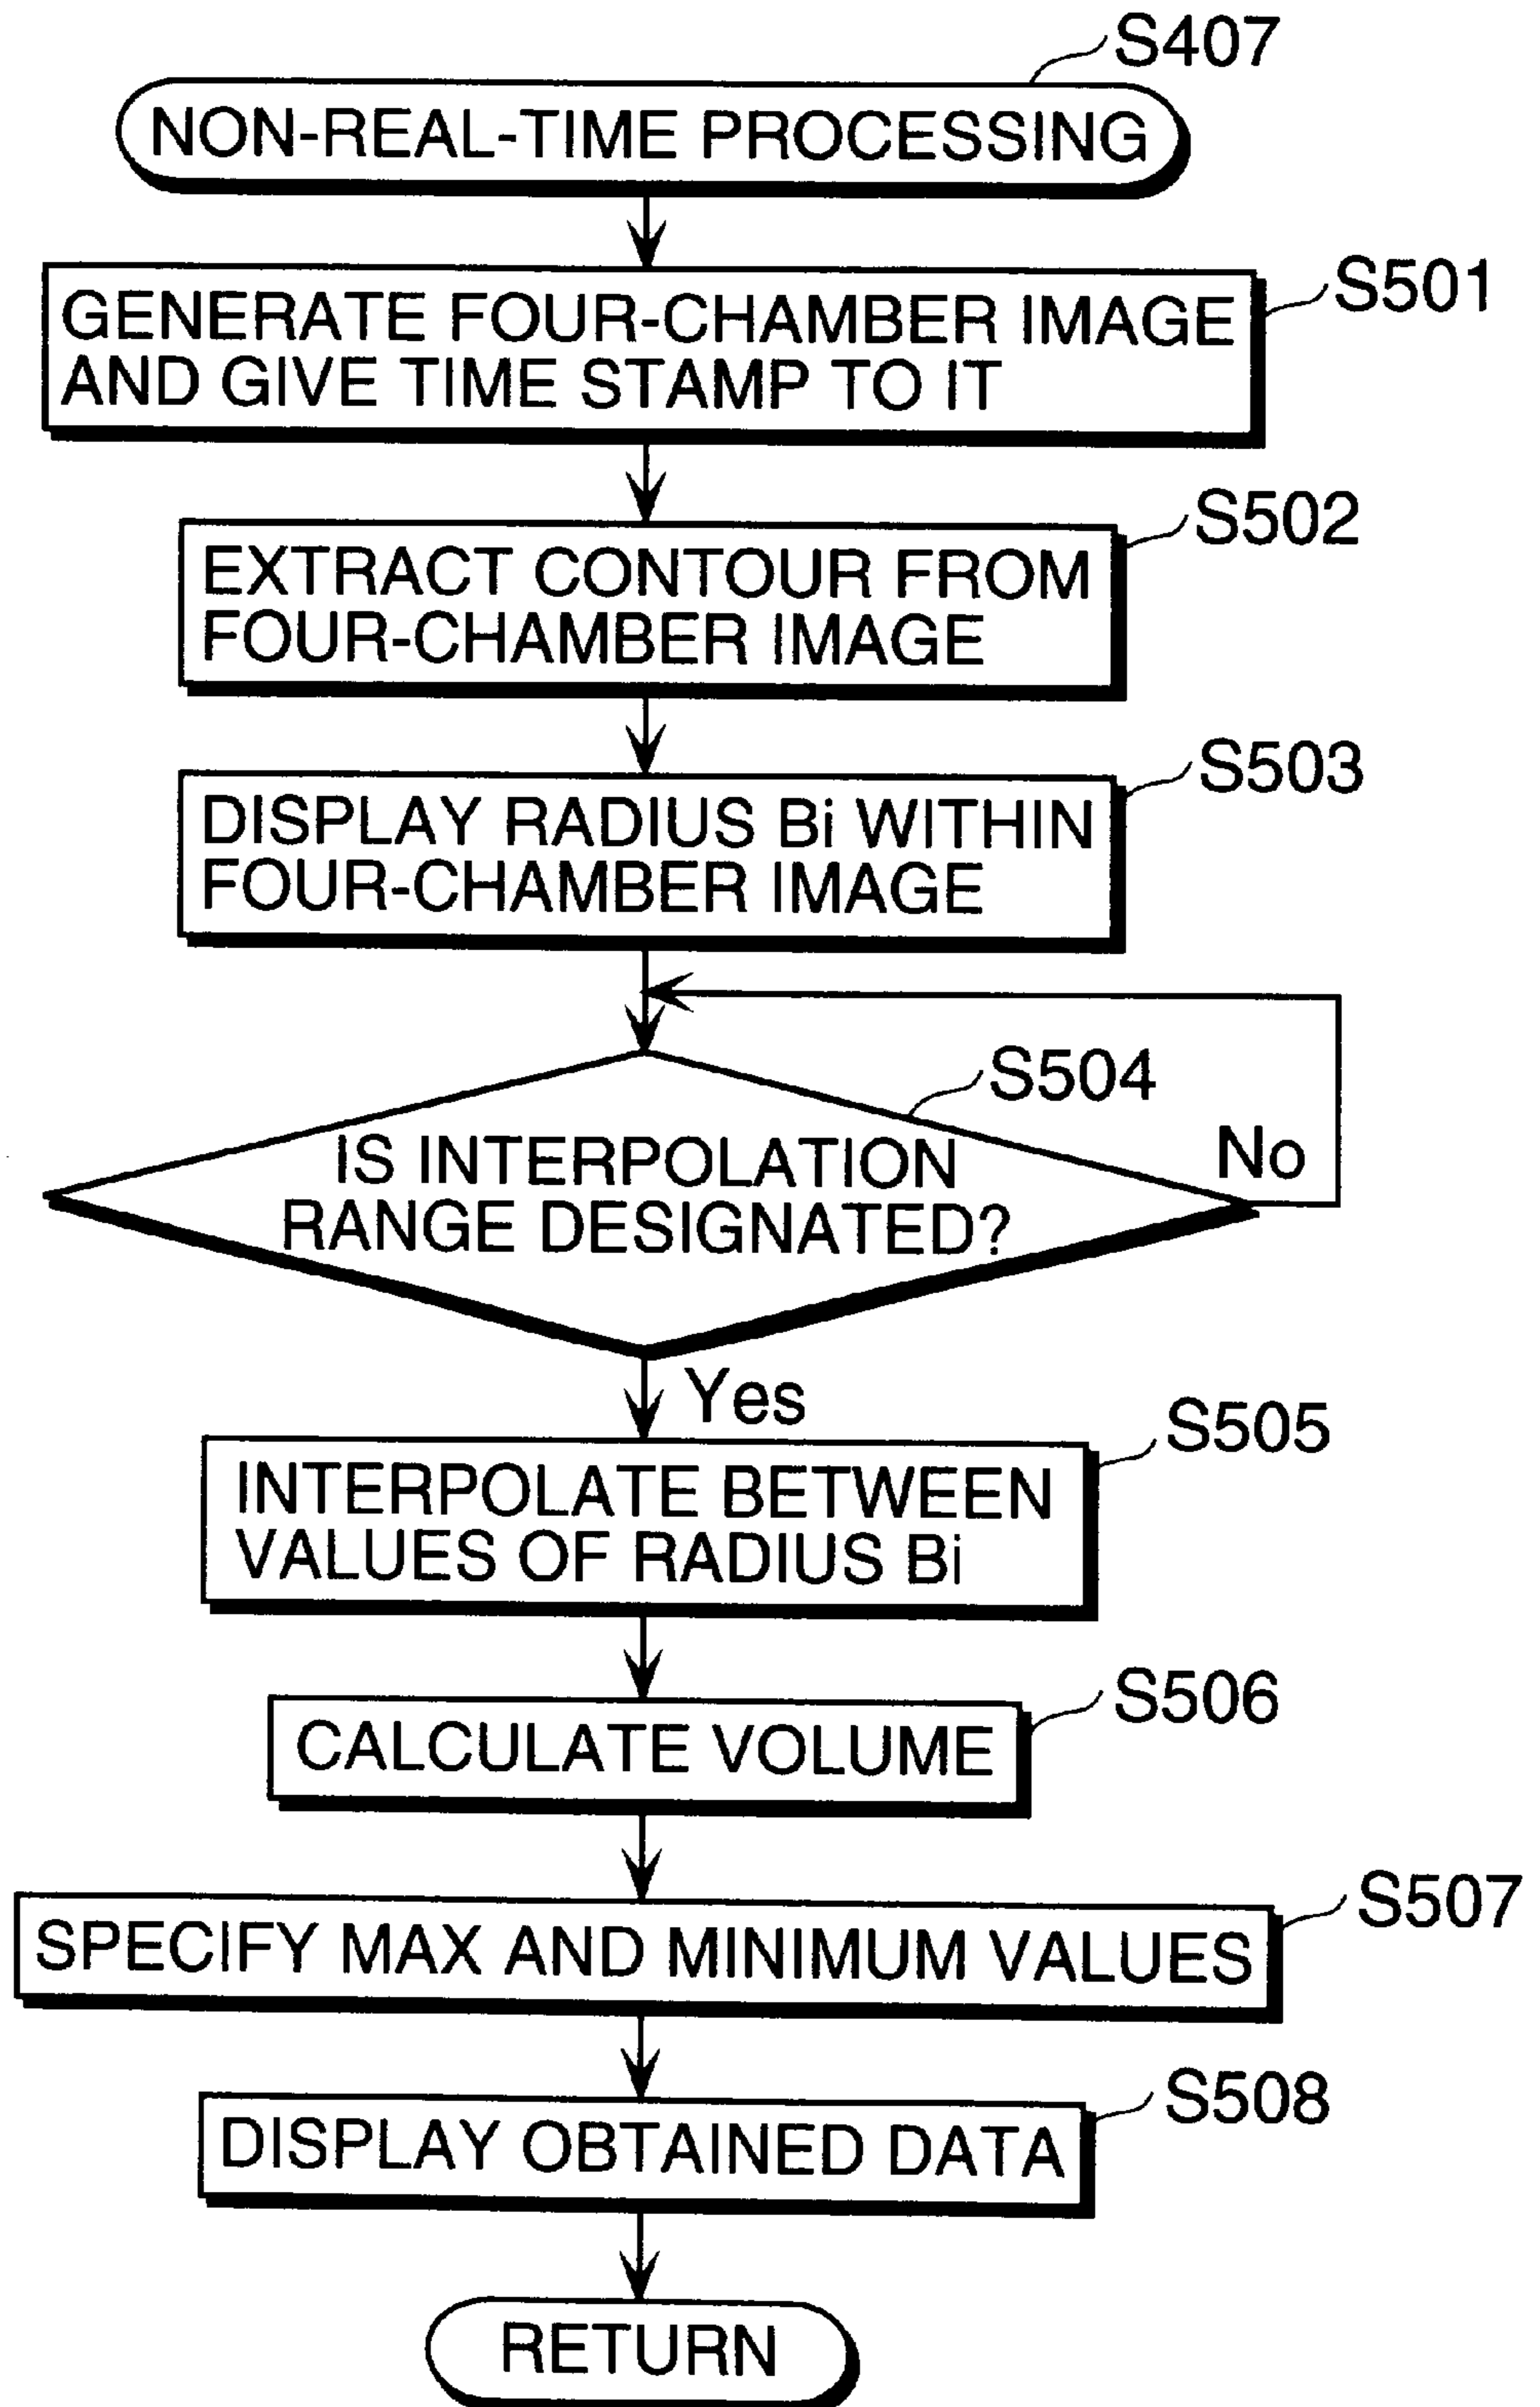 S407
NON-REAL-TIME PROCESSING
S501
GENERATE FOUR-CHAMBER IMAGE
AND GIVE TIME STAMP TO IT
S502
EXTRACT CONTOUR FROM
FOUR-CHAMBER IMAGE
S503
DISPLAY RADIUS Bi WITHIN
FOUR-CHAMBER IMAGE
S504
IS INTERPOLATION
RANGE DESIGNATED?
No
Yes
S505
INTERPOLATE BETWEEN
VALUES OF RADIUS Bi
S506
CALCULATE VOLUME
S507
SPECIFY MAX AND MINIMUM VALUES
S508
DISPLAY OBTAINED DATA
RETURN